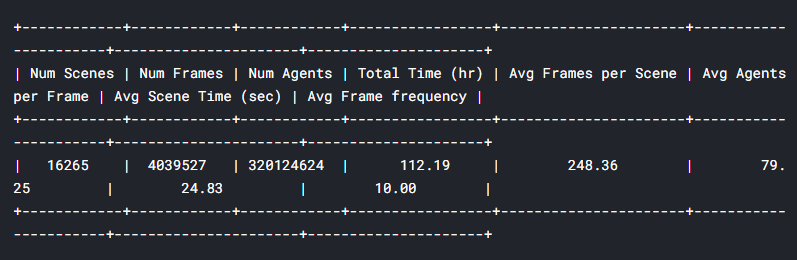 +------------+------------+------------+-----------------+----------------------+-----------
-----------+----------------------+---------------------+
| Num Scenes | Num Frames | Num Agents | Total Time (hr) | Avg Frames per Scene | Avg Agents
per Frame | Avg Scene Time (sec) | Avg Frame frequency |
+------------+------------+------------+-----------------+----------------------+-----------
-----------+----------------------+---------------------+
|   16265    |  4039527   | 320124624  |      112.19     |        248.36        |        79.
25         |        24.83         |        10.00        |
+------------+------------+------------+-----------------+----------------------+-----------
-----------+----------------------+---------------------+